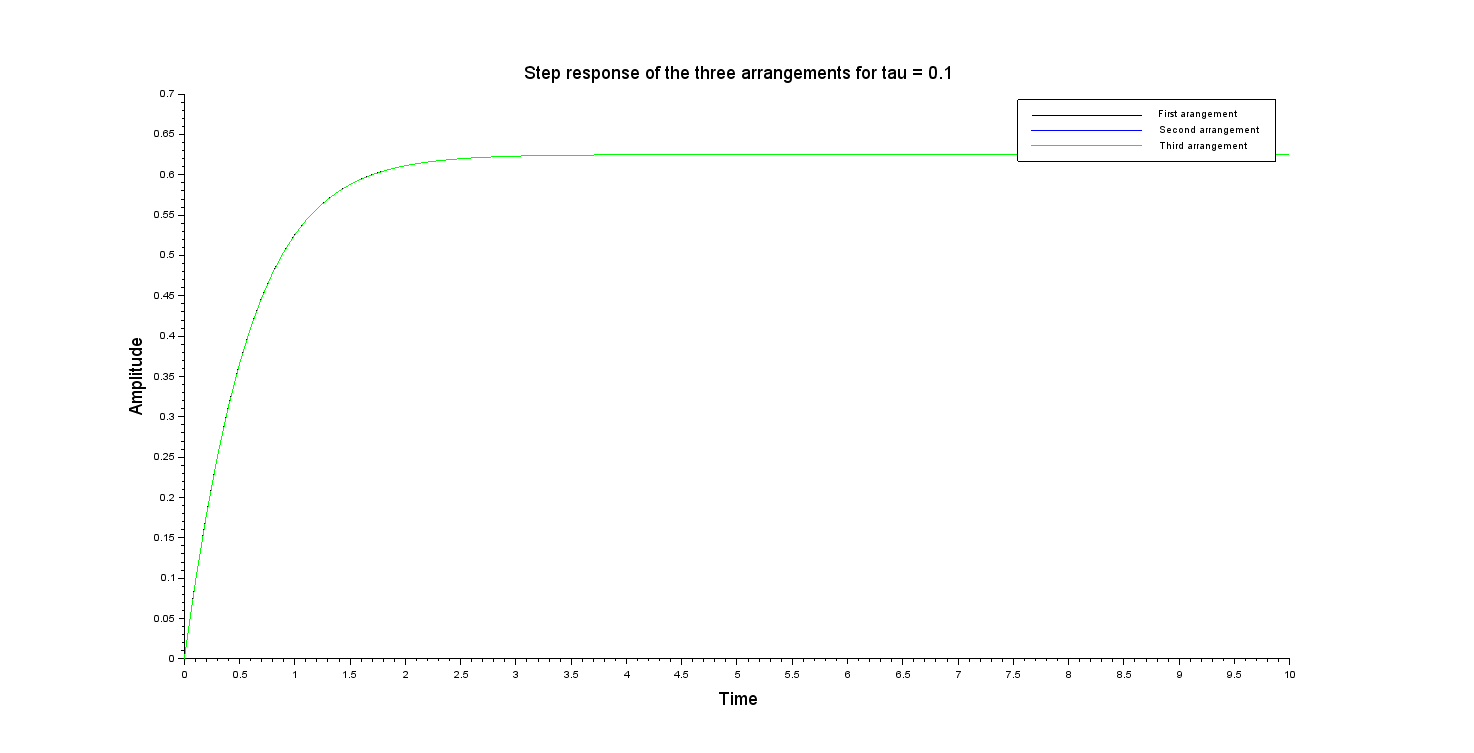 Step response of the three arrangements for tau = 0.1
0.7
0.65
0.6
0.55
0.5
0.45
0.4
0.35
0.3
0.25
0.2
0.15
0.1
0.05
0
Amplitude
First arangement
Second arrangement
Third arrangement
0 0.5 1 1.5 2 2.5 3 3.5 4 4.5 5 5.5 6 6.5 7 7.5 8 8.5 9 9.5 10
Time